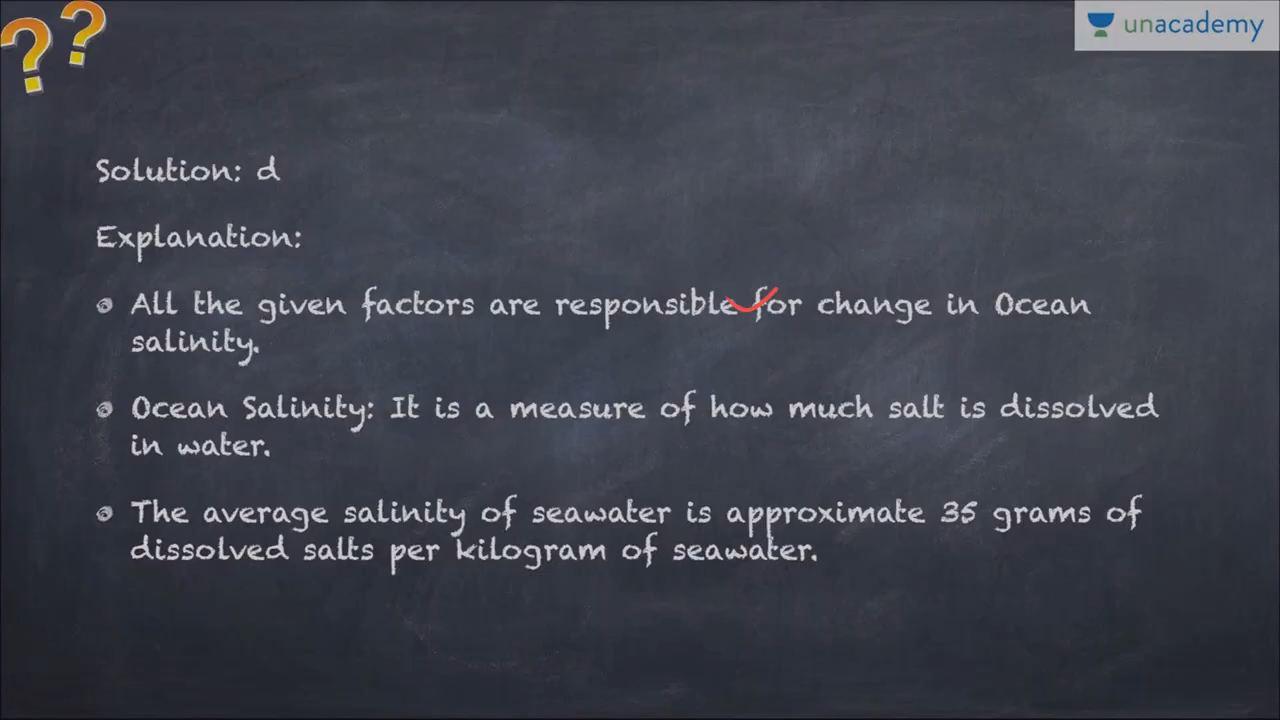 unacademy
Solution: d
Explanation:
All the given factors are responsible for change in Ocean
salinity.
Ocean Salinity: It is a measure of how much salt is dissolved
in water.
The average salinity of seawater is approximate 35 grams of
dissolved salts per kilogram of seawater.